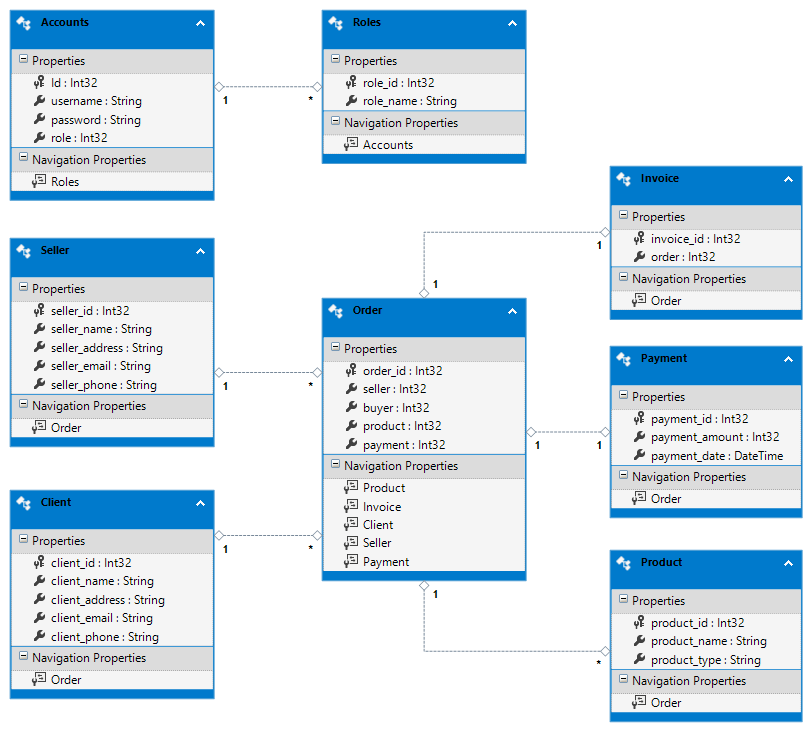 Accounts
Properties
Id : Int32
username : String
password : String
role : Int32
Navigation Properties
Roles
1
*
Roles
Properties
role_id : Int32
role_name : String
Navigation Properties
Accounts
Seller
Properties
seller_id : Int32
seller_name : String
seller_address : String
seller_email : String
seller_phone : String
Navigation Properties
Order
1
*
Client
Properties
client_id : Int32
client_name : String
client_address : String
client_email : String
client_phone : String
Navigation Properties
Order
1
*
Order
Properties
order_id : Int32
seller : Int32
buyer : Int32
product : Int32
payment : Int32
Navigation Properties
Product
Invoice
Client
Seller
Payment
1
1
Invoice
Properties
invoice_id : Int32
order : Int32
Navigation Properties
Order
1
1
Payment
Properties
payment_id : Int32
payment_amount : Int32
payment_date : DateTime
Navigation Properties
Order
1
*
Product
Properties
product_id : Int32
product_name : String
product_type : String
Navigation Properties
Order